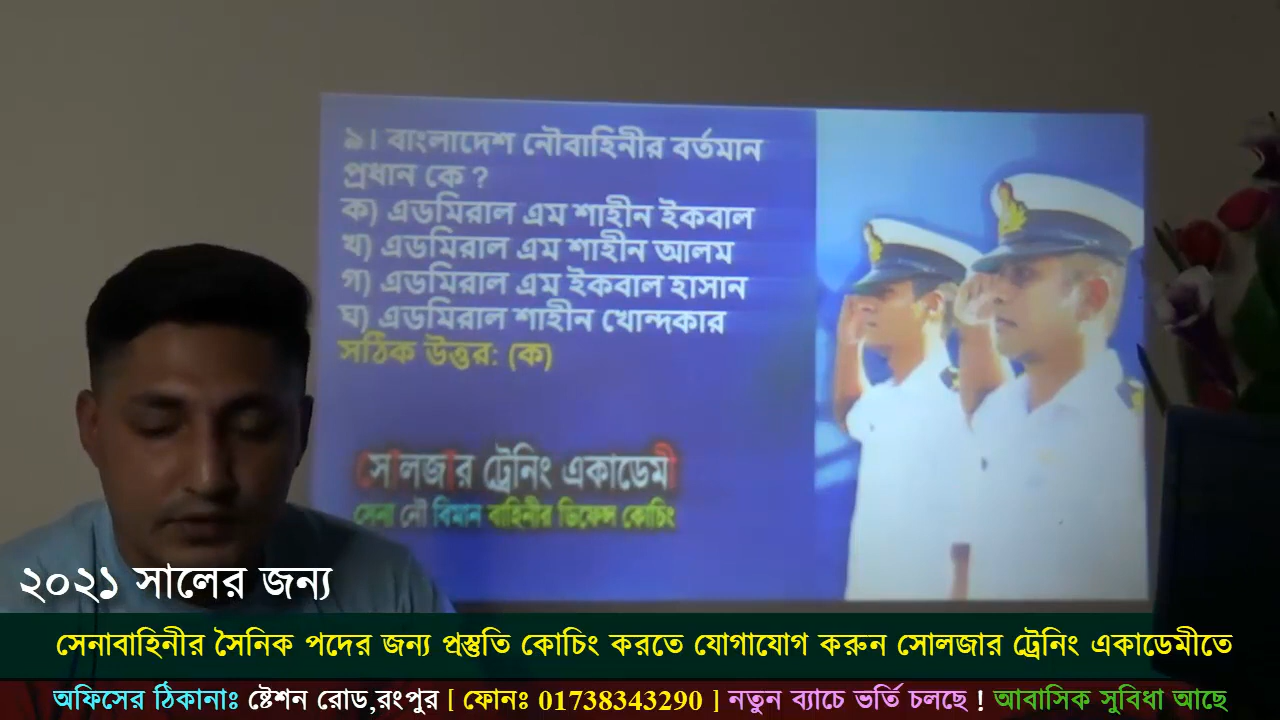 ৯। বাংলাদেশ নৌবাহিনীর বর্তমান
প্রধান কে ?
ক) এডমিরাল এম শাহীন ইকবাল
খ) এডমিরাল এম শাহীন আলম
গ) এডমিরাল এম ইকবাল হাসান
ঘ) এডমিরাল শাহীন খোন্দকার
সঠিক উত্তর: (ক)
সোলজার ট্রেনিং একাডেমী
সেনা নৌ বিমান বাহিনীর ডিফেন্স কোচিং
২০২১ সালের জন্য
সেনাবাহিনীর সৈনিক পদের জন্য প্রস্তুতি কোচিং করতে যোগাযোগ করুন সোলজার ট্রেনিং একাডেমীতে
অফিসের ঠিকানাঃ ষ্টেশন রোড,রংপুর [ ফোনঃ 01738343290 ] নতুন ব্যাচে ভর্তি চলছে ! আবাসিক সুবিধা আছে